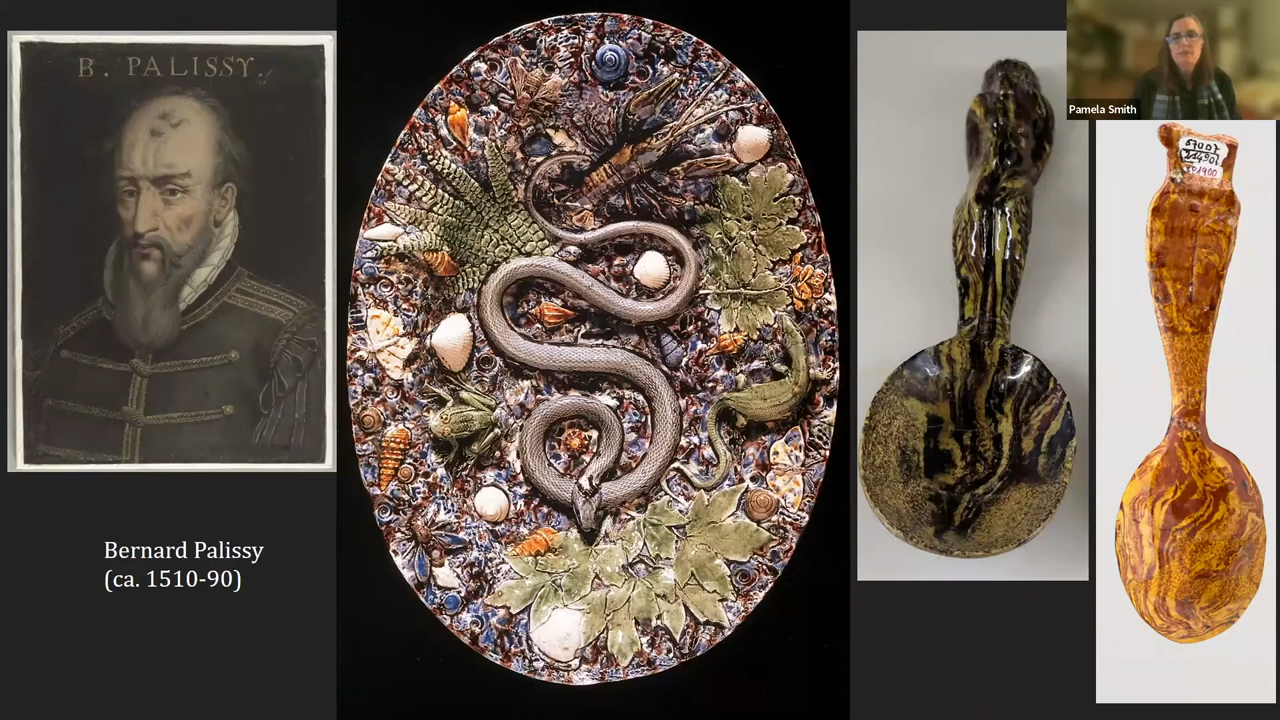 B. PALISSY.
Bernard Palissy
(ca. 1510-90)
Pamela Smith